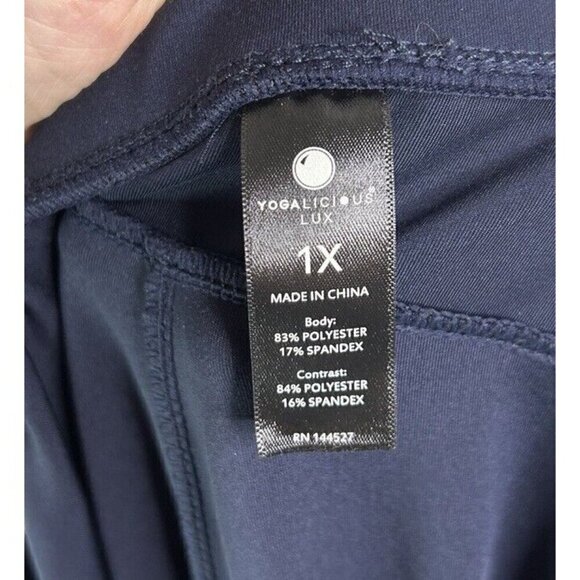 YOGALICIOUS®
LUX
1X
MADE IN CHINA
Body:
83% POLYESTER
17% SPANDEX
Contrast:
84% POLYESTER
16% SPANDEX
RN 144527